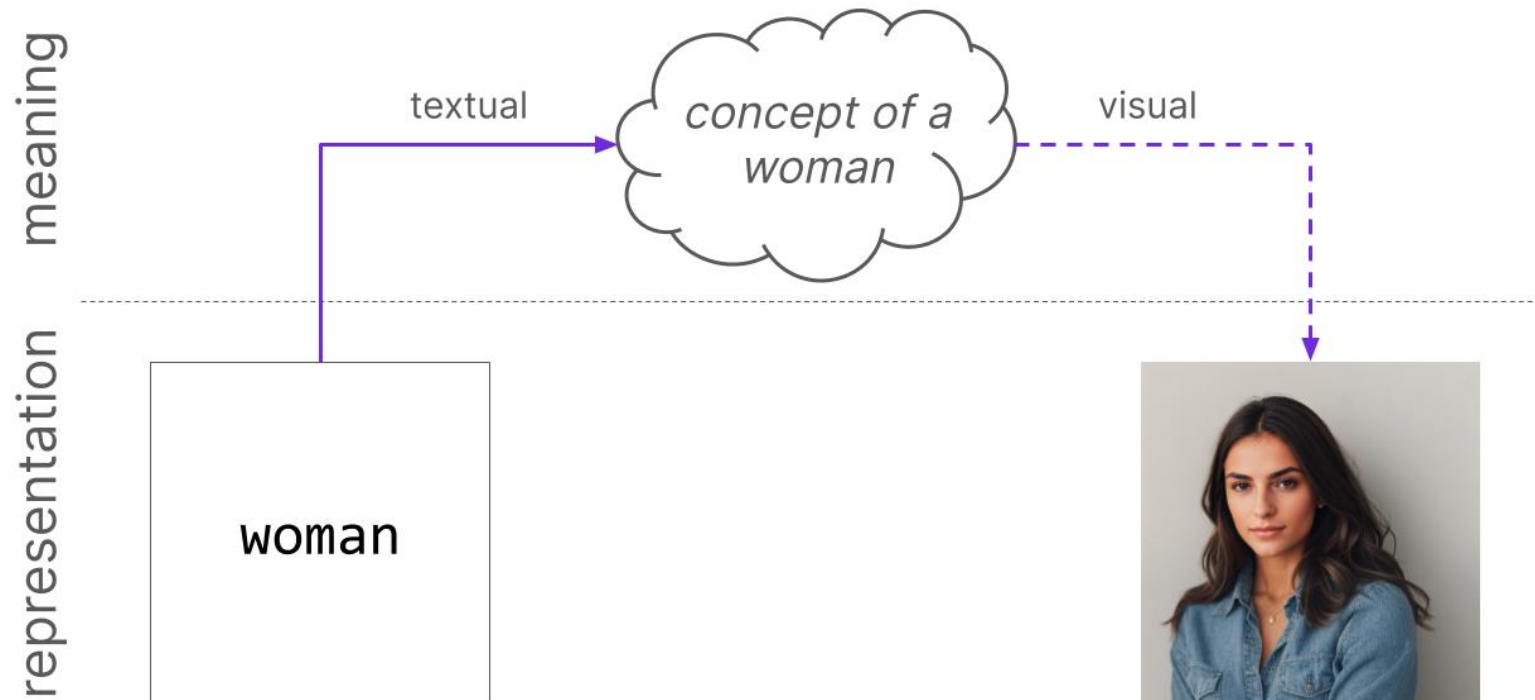 meaning
textual
concept of a
woman
visual
representation
woman